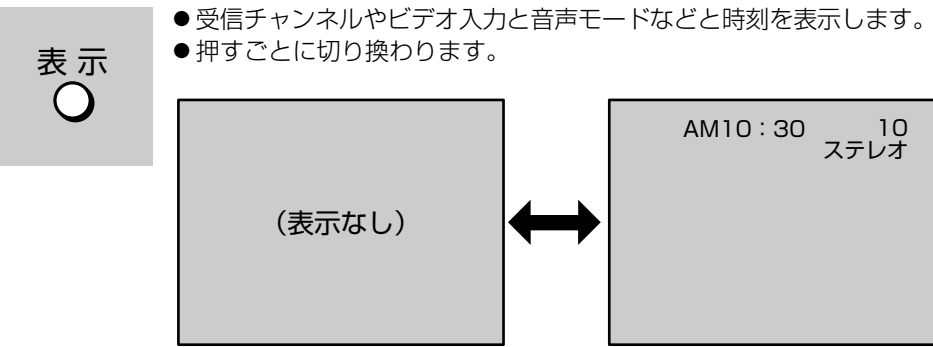 表示
●受信チャンネルやビデオ入力と音声モードなどと時刻を表示します。
●押すごとに切り換わります。
（表示なし）
AM10：30 10
ステレオ